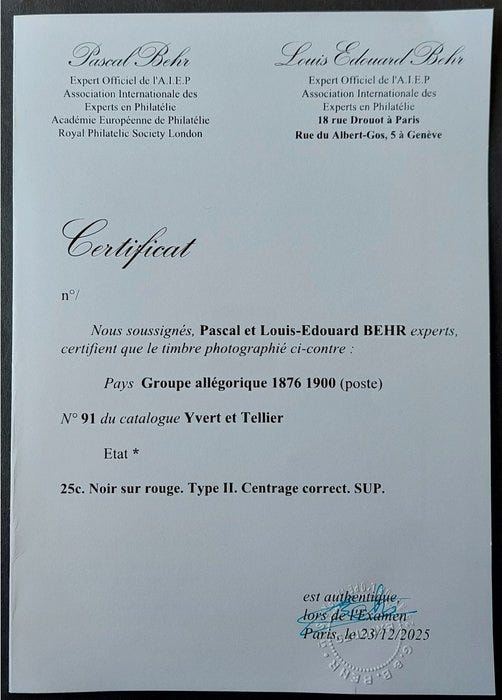 Pascal Behr
Expert Officiel de l'A.I.E.P
Association Internationale des
Experts en Philatélie
Académie Européenne de Philatélie
Royal Philatelic Society London
Louis Edouard Behr
Expert Officiel de l'A.I.E.P
Association Internationale des
Experts en Philatélie
18 rue Drouot à Paris
Rue du Albert-Gos, 5 à Genève
Certificat
n°/
Nous soussignés, Pascal et Louis-Edouard BEHR experts,
certifient que le timbre photographié ci-contre :
Pays Groupe allégorique 1876 1900 (poste)
N° 91 du catalogue Yvert et Tellier
Etat *
25c. Noir sur rouge. Type II. Centrage correct. SUP.
est authentique
lors de l'Examen
Paris, le 23/12/2025